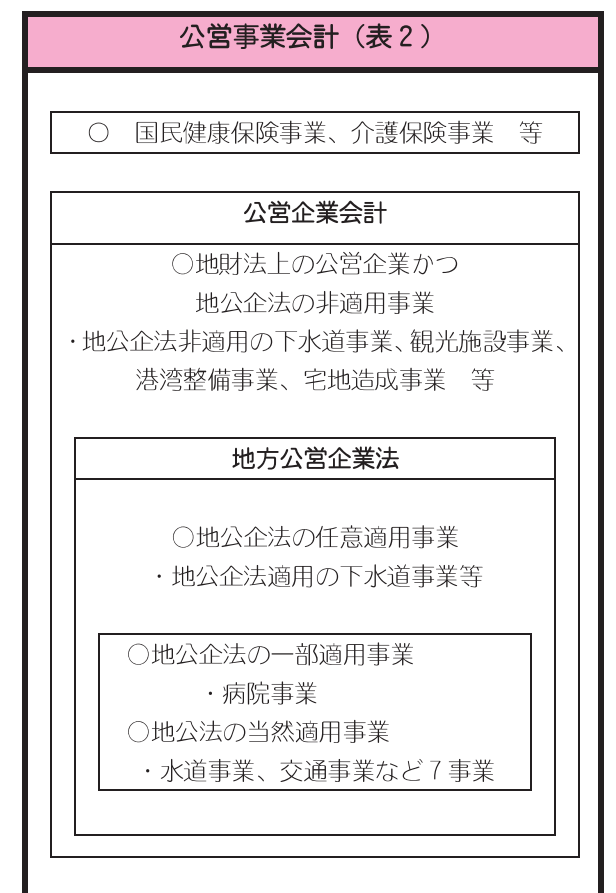 公営事業会計（表２）
○　国民健康保険事業、介護保険事業　等
公営企業会計
○地財法上の公営企業かつ
地公企法の非適用事業
・地公企法非適用の下水道事業、観光施設事業、
港湾整備事業、宅地造成事業　等
地方公営企業法
○地公企法の任意適用事業
・地公企法適用の下水道事業等
○地公企法の一部適用事業
・病院事業
○地公法の当然適用事業
・水道事業、交通事業など７事業